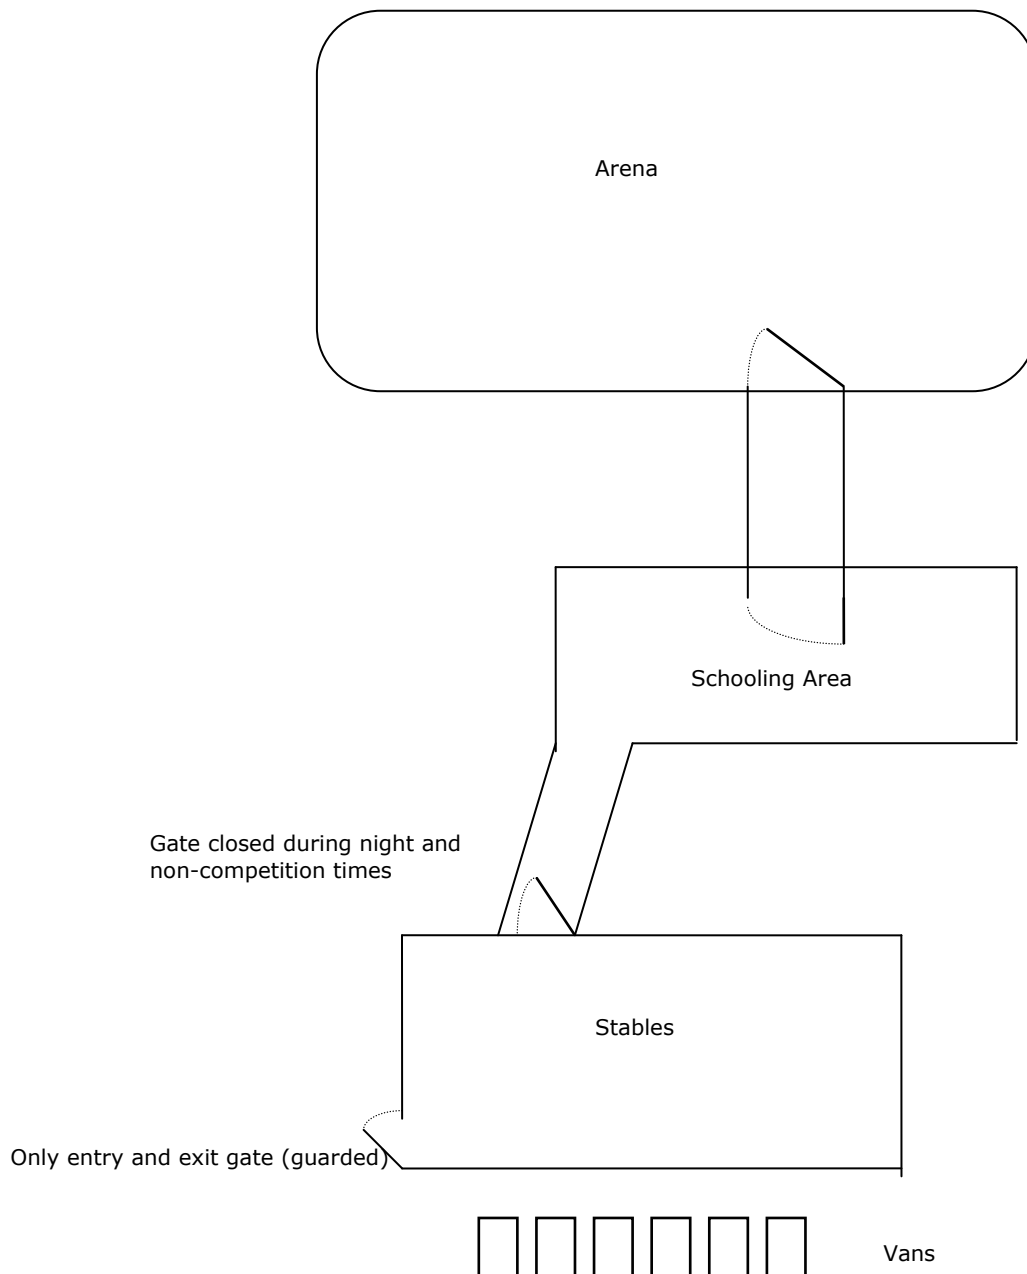 Arena
Schooling Area
Gate closed during night and
non-competition times
Stables
Only entry and exit gate (guarded)
Vans